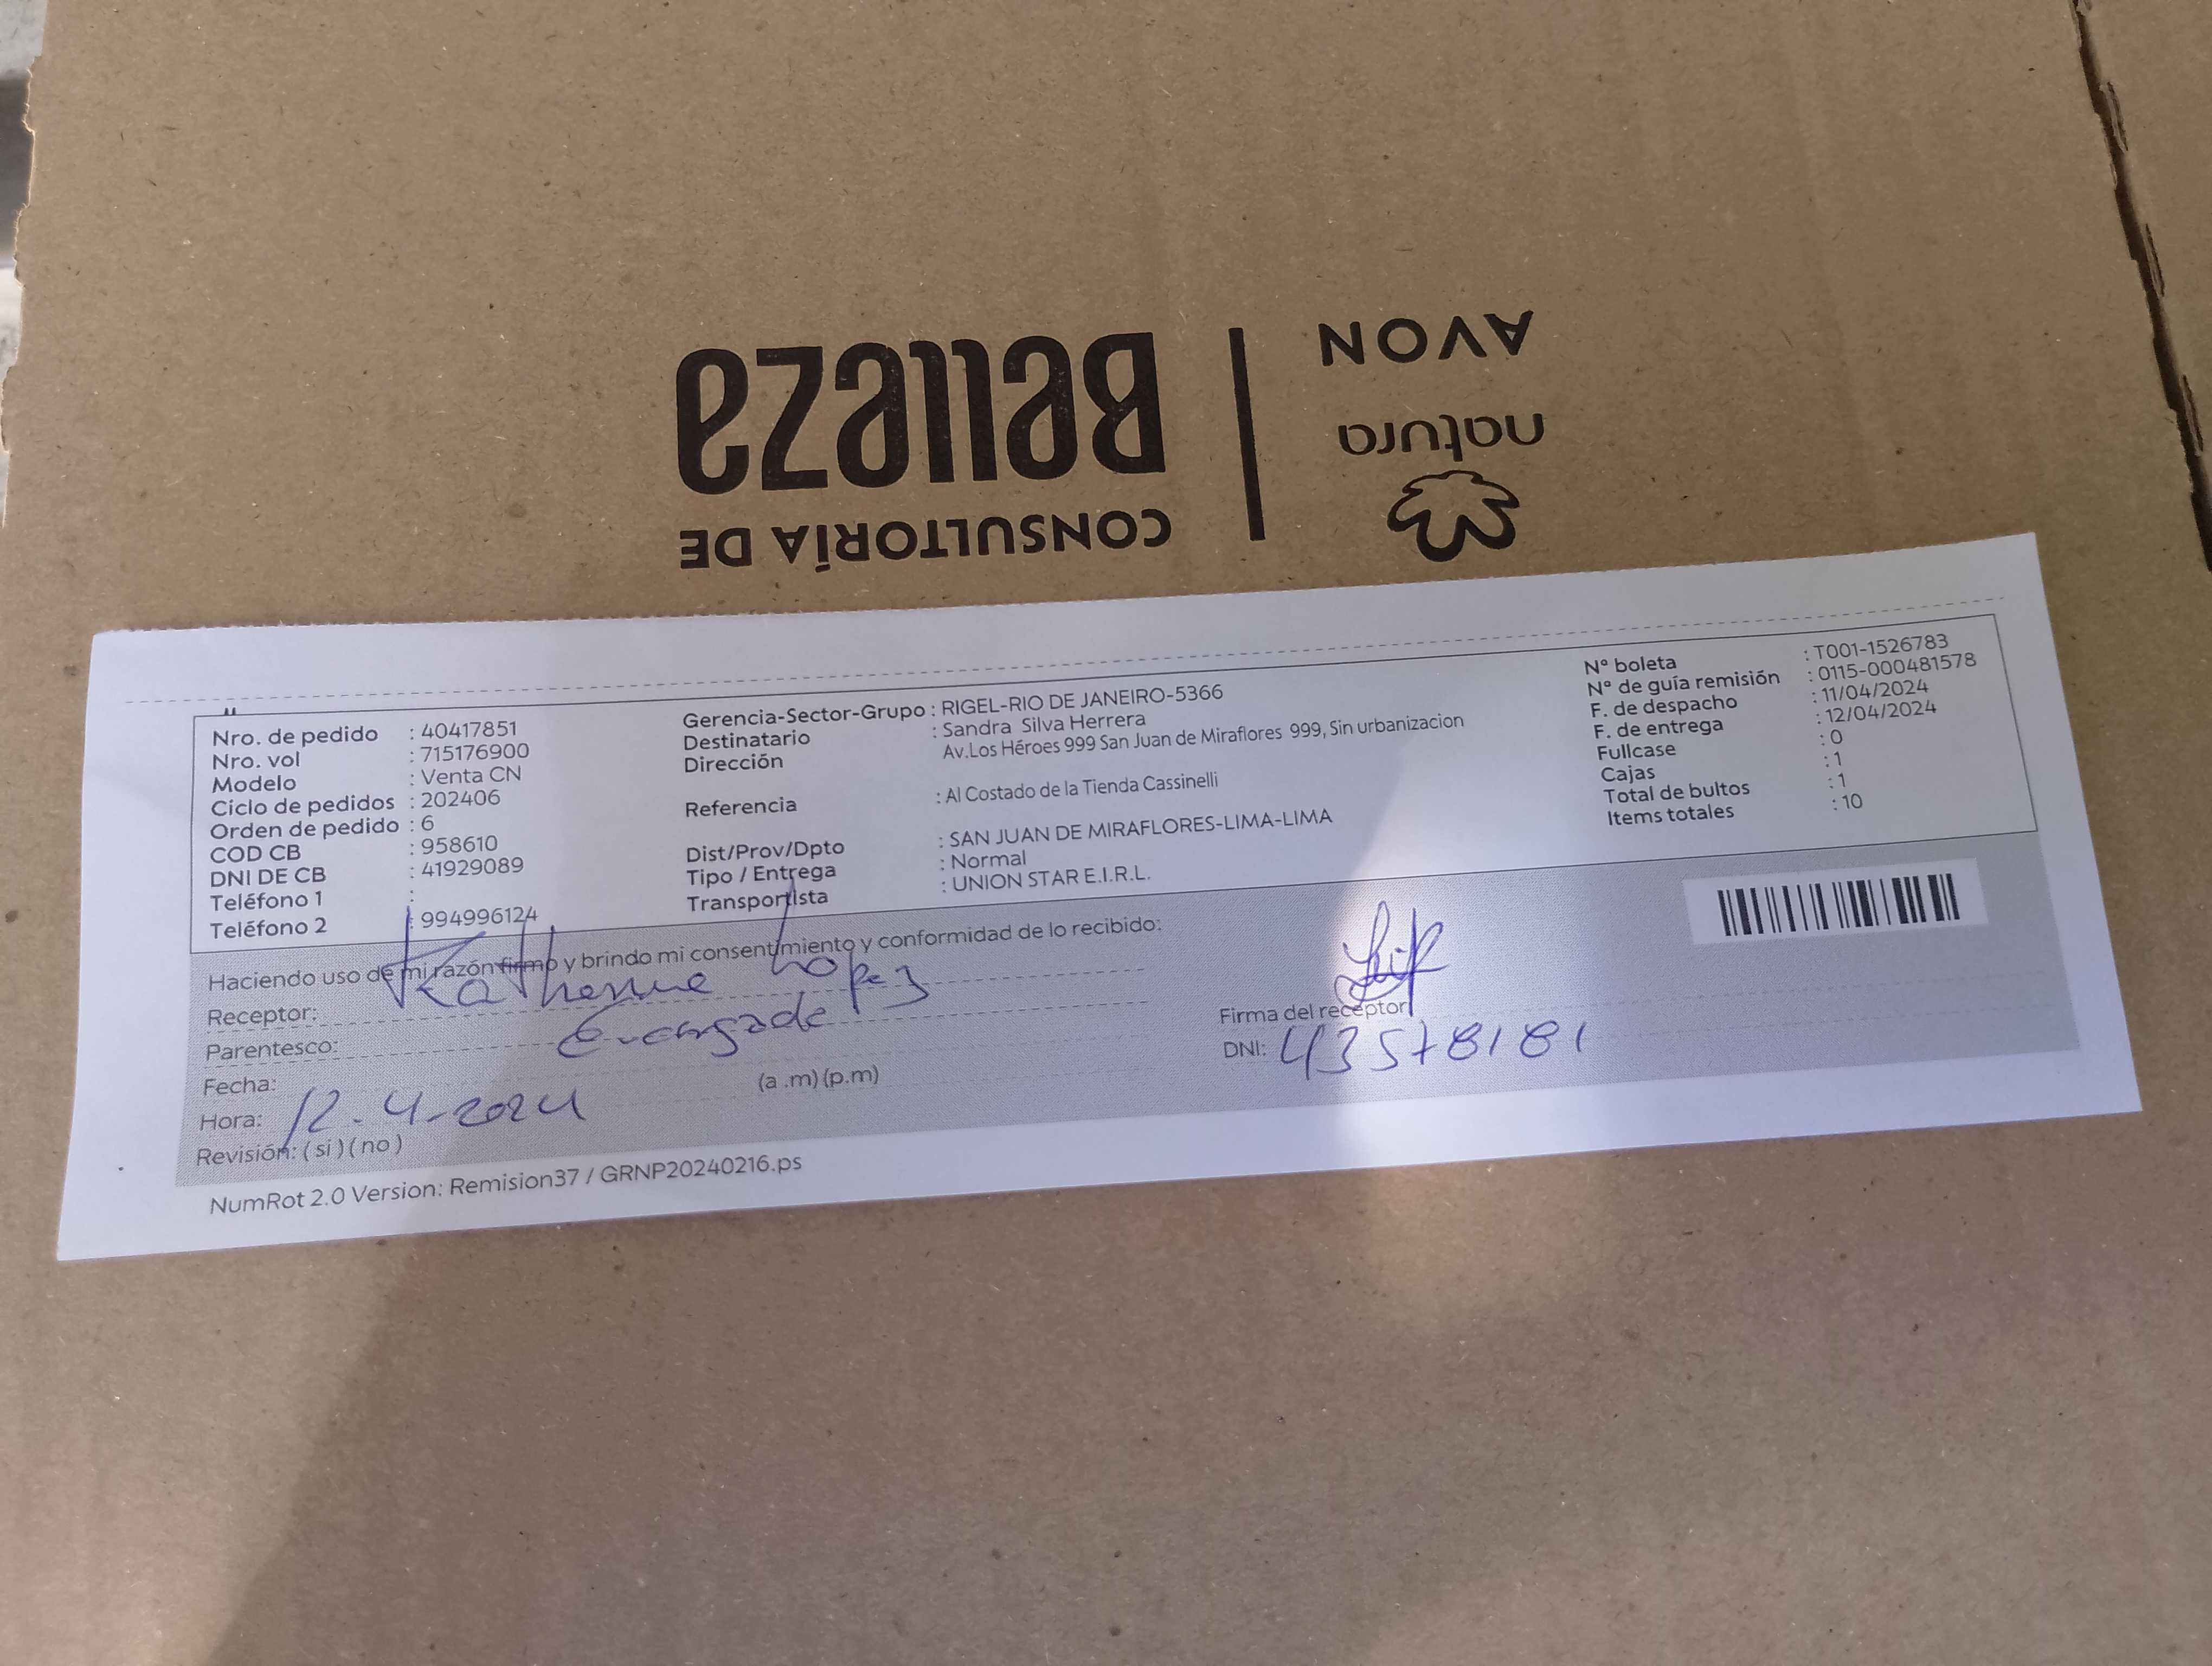 AVON
natura
CONSULTORÍA DE
Belleza
Nro. de pedido : 40417851
Nro. vol : 715176900
Modelo : Venta CN
Ciclo de pedidos : 202406
Orden de pedido : 6
COD CB : 958610
DNI DE CB : 41929089
Teléfono 1 :
Teléfono 2 : 994996124
Gerencia-Sector-Grupo : RIGEL-RIO DE JANEIRO-5366
Destinatario : Sandra Silva Herrera
Dirección Av.Los Héroes 999 San Juan de Miraflores 999, Sin urbanizacion
Referencia : Al Costado de la Tienda Cassinelli
Dist/Prov/Dpto : SAN JUAN DE MIRAFLORES-LIMA-LIMA
Tipo / Entrega : Normal
Transportista : UNION STAR E.I.R.L.
N° boleta : T001-1526783
N° de guía remisión : 0115-000481578
F. de despacho : 11/04/2024
F. de entrega : 12/04/2024
Fullcase : 0
Cajas : 1
Total de bultos : 1
Items totales : 10
Haciendo uso de mi razón firmo y brindo mi consentimiento y conformidad de lo recibido:
Receptor: Katherine Lopez
Parentesco: Encargada
Fecha:
Hora: 12-4-2024 (a .m) (p.m)
Revisión: ( si ) ( no )
Firma del receptor
DNI: 43578181
NumRot 2.0 Version: Remision37 / GRNP20240216.ps